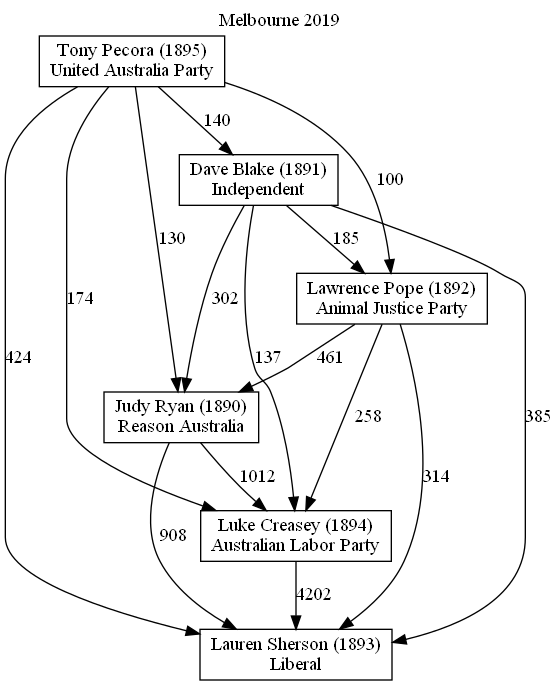 Melbourne 2019
Tony Pecora (1895)
United Australia Party
140
Dave Blake (1891)
Independent
100
130
185
Lawrence Pope (1892)
Animal Justice Party
174
302
424
137
461
Judy Ryan (1890)
Reason Australia
258
385
1012
314
Luke Creasey (1894)
Australian Labor Party
908
4202
Lauren Sherson (1893)
Liberal